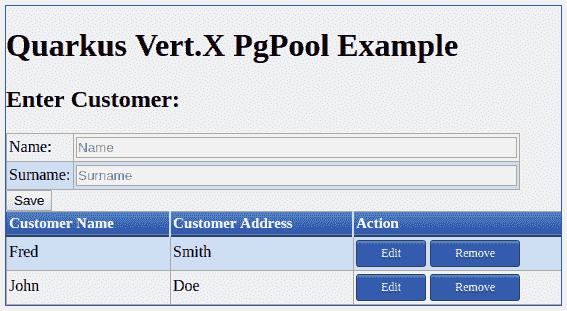 Quarkus Vert.X PgPool Example
Enter Customer:
Name: Name
Surname: Surname
Save
Customer Name Customer Address Action
Fred Smith Edit Remove
John Doe Edit Remove